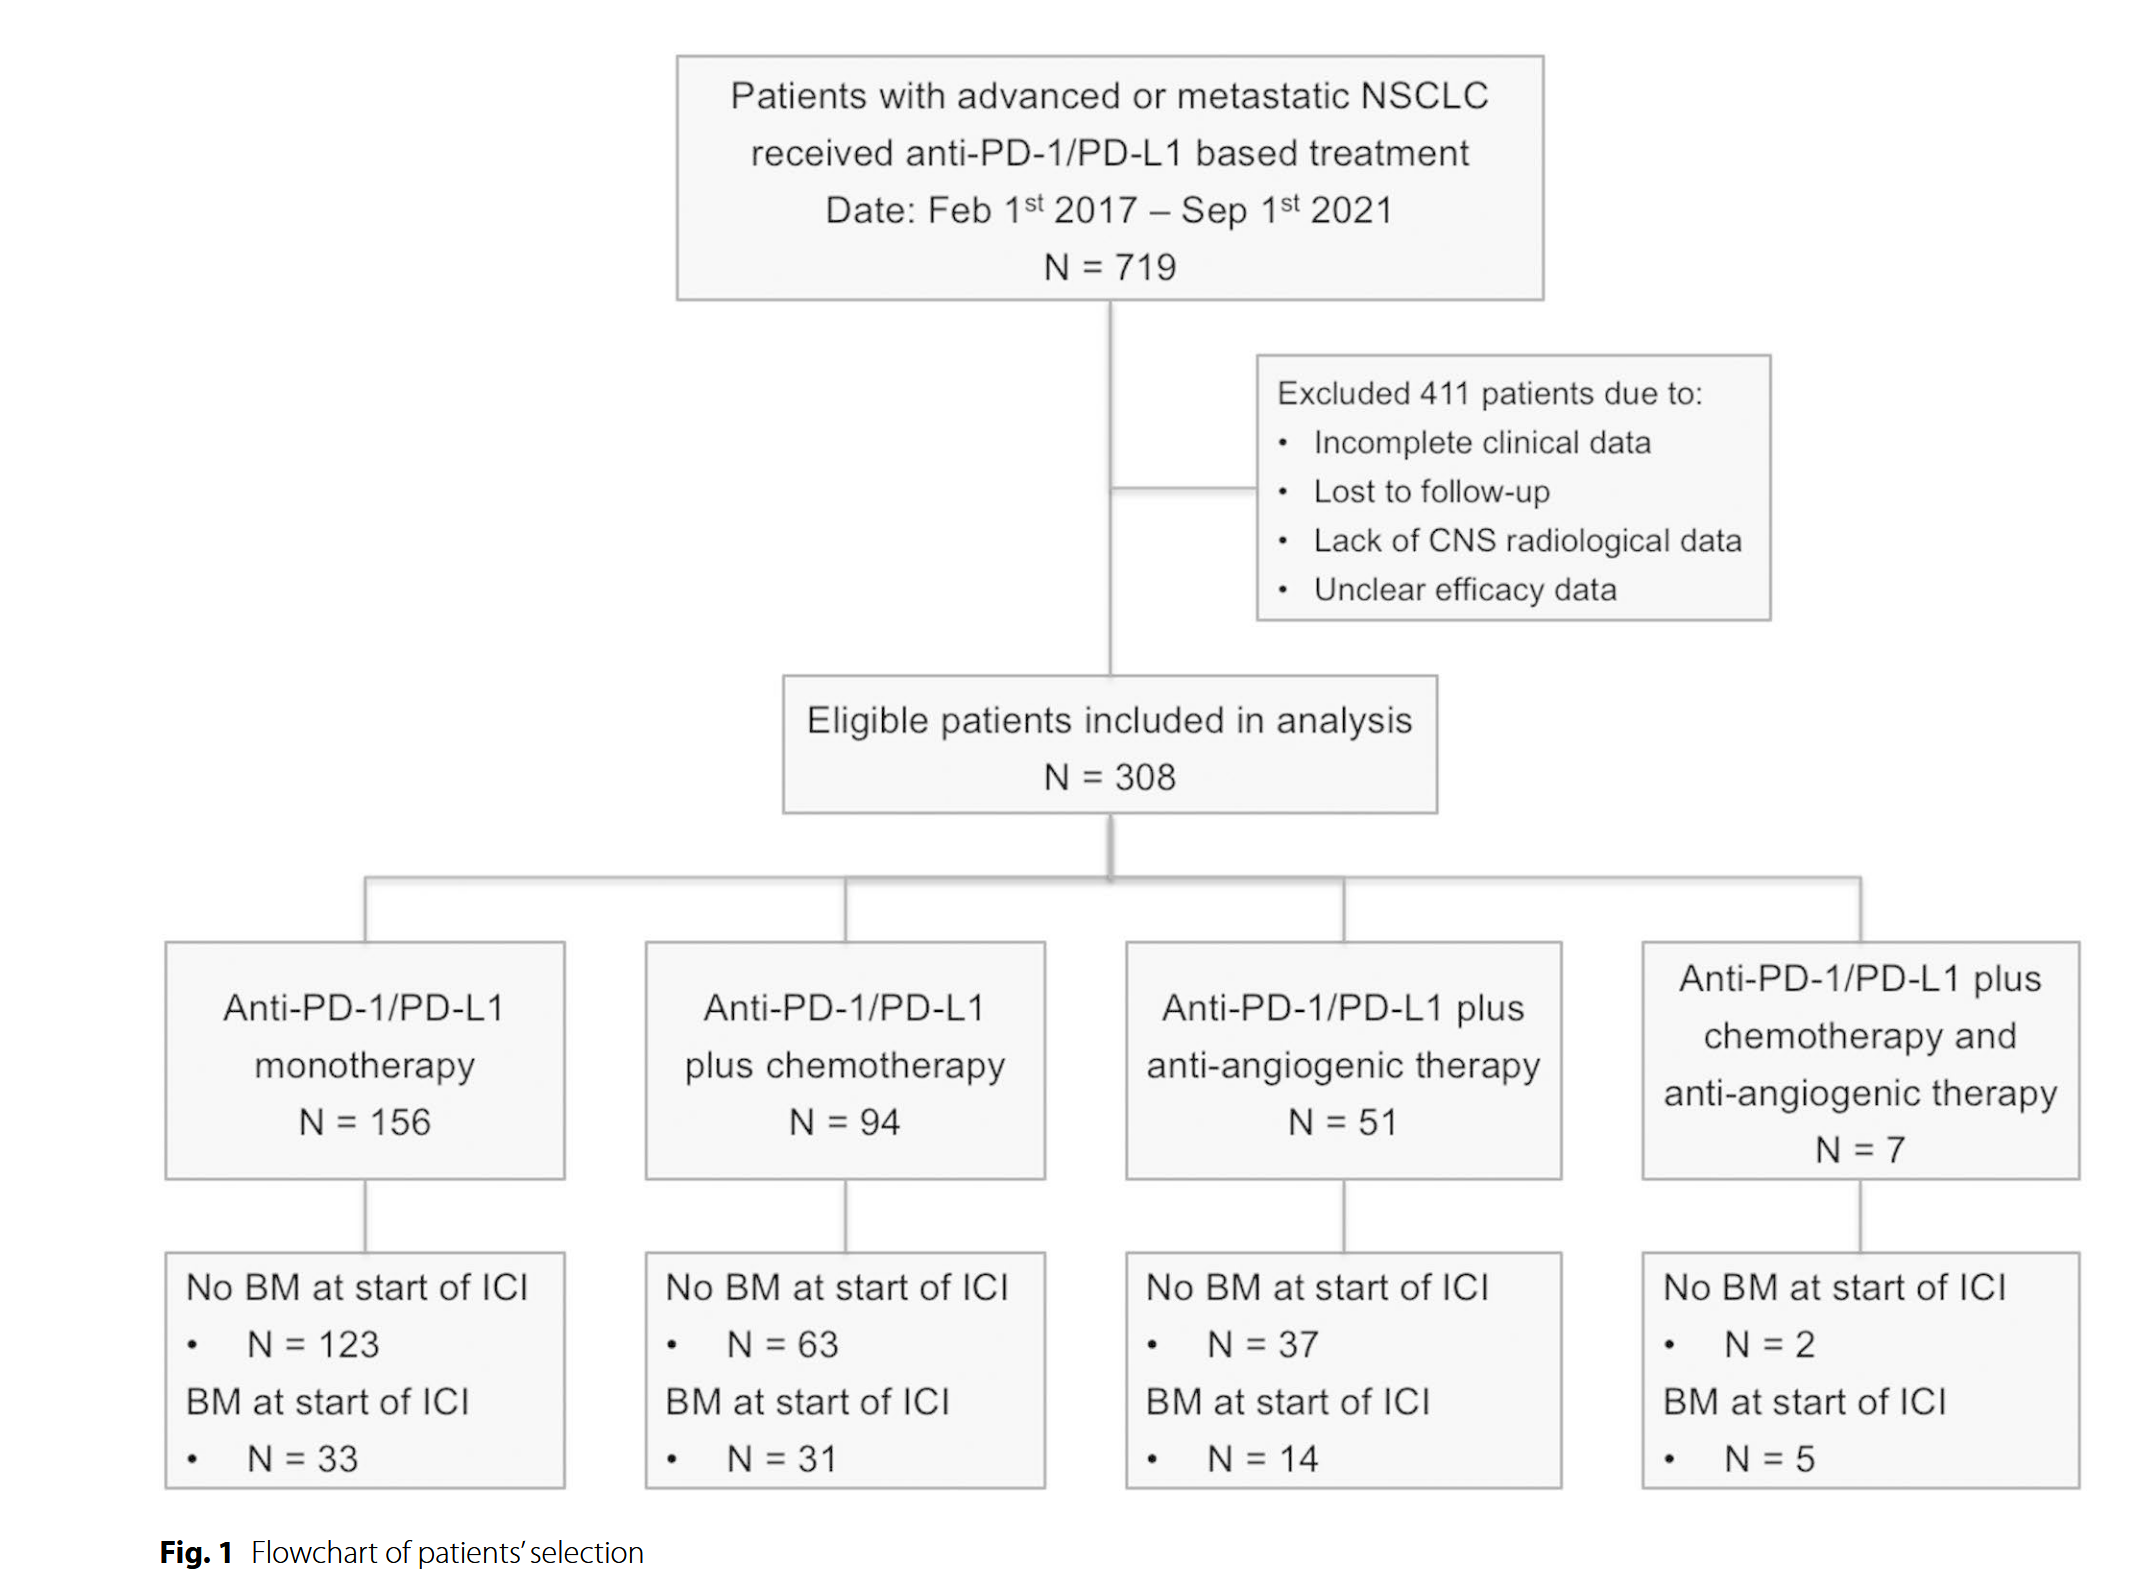 Patients with advanced or metastatic NSCLC
received anti-PD-1/PD-L1 based treatment
Date: Feb 1st 2017 – Sep 1st 2021
N = 719
Excluded 411 patients due to:
• Incomplete clinical data
• Lost to follow-up
• Lack of CNS radiological data
• Unclear efficacy data
Eligible patients included in analysis
N = 308
Anti-PD-1/PD-L1
monotherapy
N = 156
Anti-PD-1/PD-L1
plus chemotherapy
N = 94
Anti-PD-1/PD-L1 plus
anti-angiogenic therapy
N = 51
Anti-PD-1/PD-L1 plus
chemotherapy and
anti-angiogenic therapy
N = 7
No BM at start of ICI
• N = 123
BM at start of ICI
• N = 33
No BM at start of ICI
• N = 63
BM at start of ICI
• N = 31
No BM at start of ICI
• N = 37
BM at start of ICI
• N = 14
No BM at start of ICI
• N = 2
BM at start of ICI
• N = 5
Fig. 1 Flowchart of patients’ selection